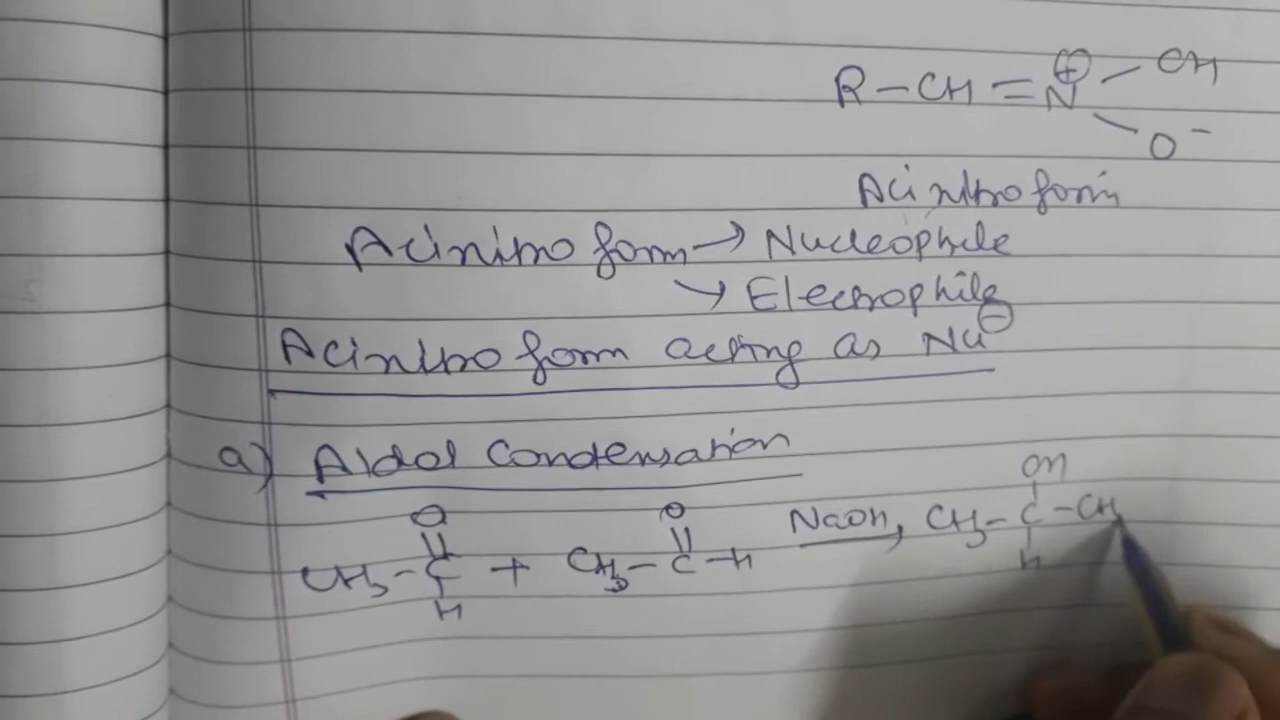 R-CH=N⊕-OH
O⁻
Acinitro form
Acinitro form → Nucleophile
→ Electrophile
Acinitro form acting as Nu⊖
a) Aldol Condensation
O O NaOH, OH
CH3-C + CH3-C-H CH3-C-CH
H H